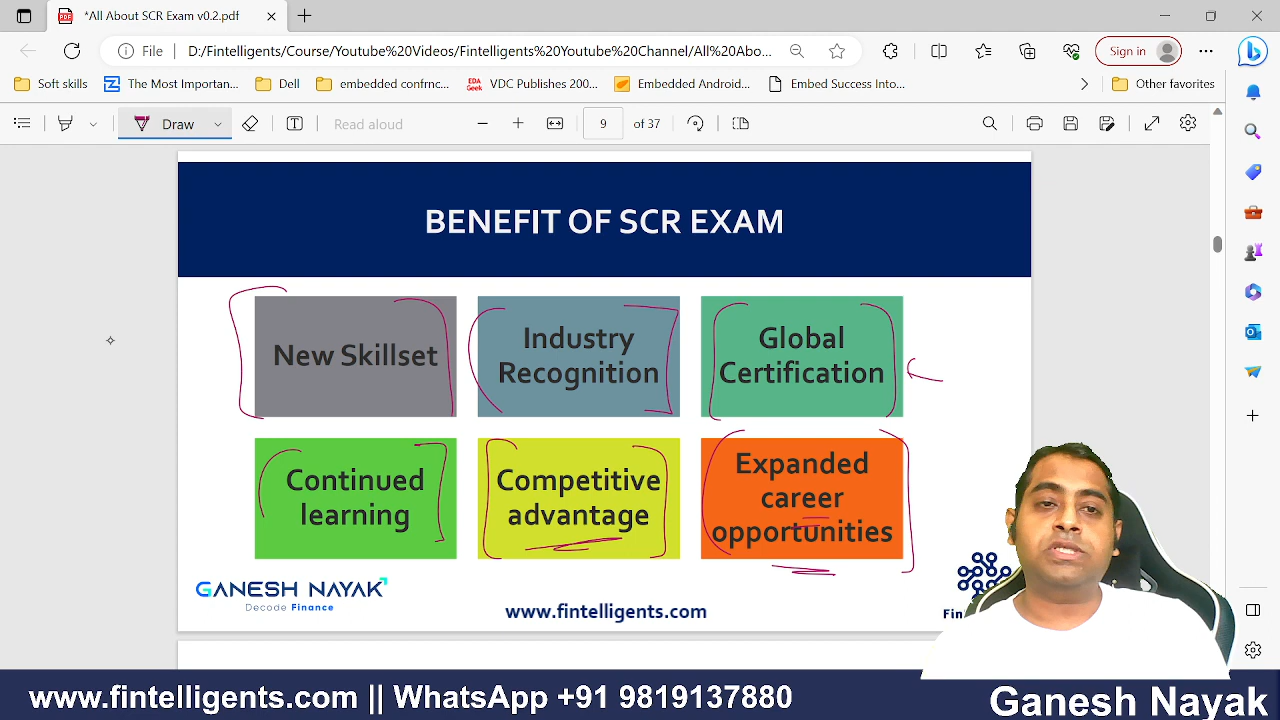 *All About SCR Exam v0.2.pdf
File
D:/Fintelligents/Course/Youtube%20Videos/Fintelligents%20Youtube%20Channel/All%20Abo...
Sign in
Soft skills
The Most Importan...
Dell
embedded confrnc...
VDC Publishes 200...
Embedded Android...
Embed Success Into...
Other favorites
Draw
Read aloud
9 of 37
BENEFIT OF SCR EXAM
New Skillset
Industry
Recognition
Global
Certification
Continued
learning
Competitive
advantage
Expanded
career
opportunities
GANESH NAYAK
Decode Finance
www.fintelligents.com
Fin
www.fintelligents.com || WhatsApp +91 9819137880
Ganesh Nayak